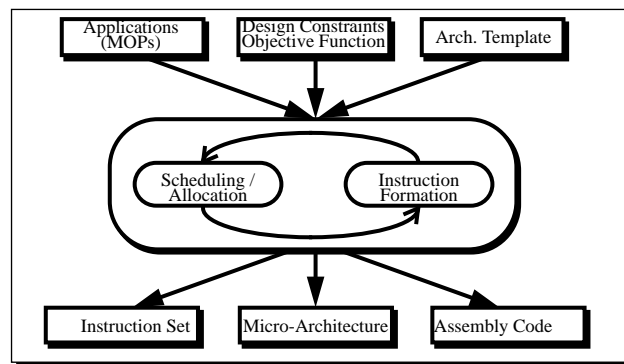 Applications
(MOPs)
Design Constraints
Objective Function
Arch. Template
Scheduling /
Allocation
Instruction
Formation
Instruction Set
Micro-Architecture
Assembly Code